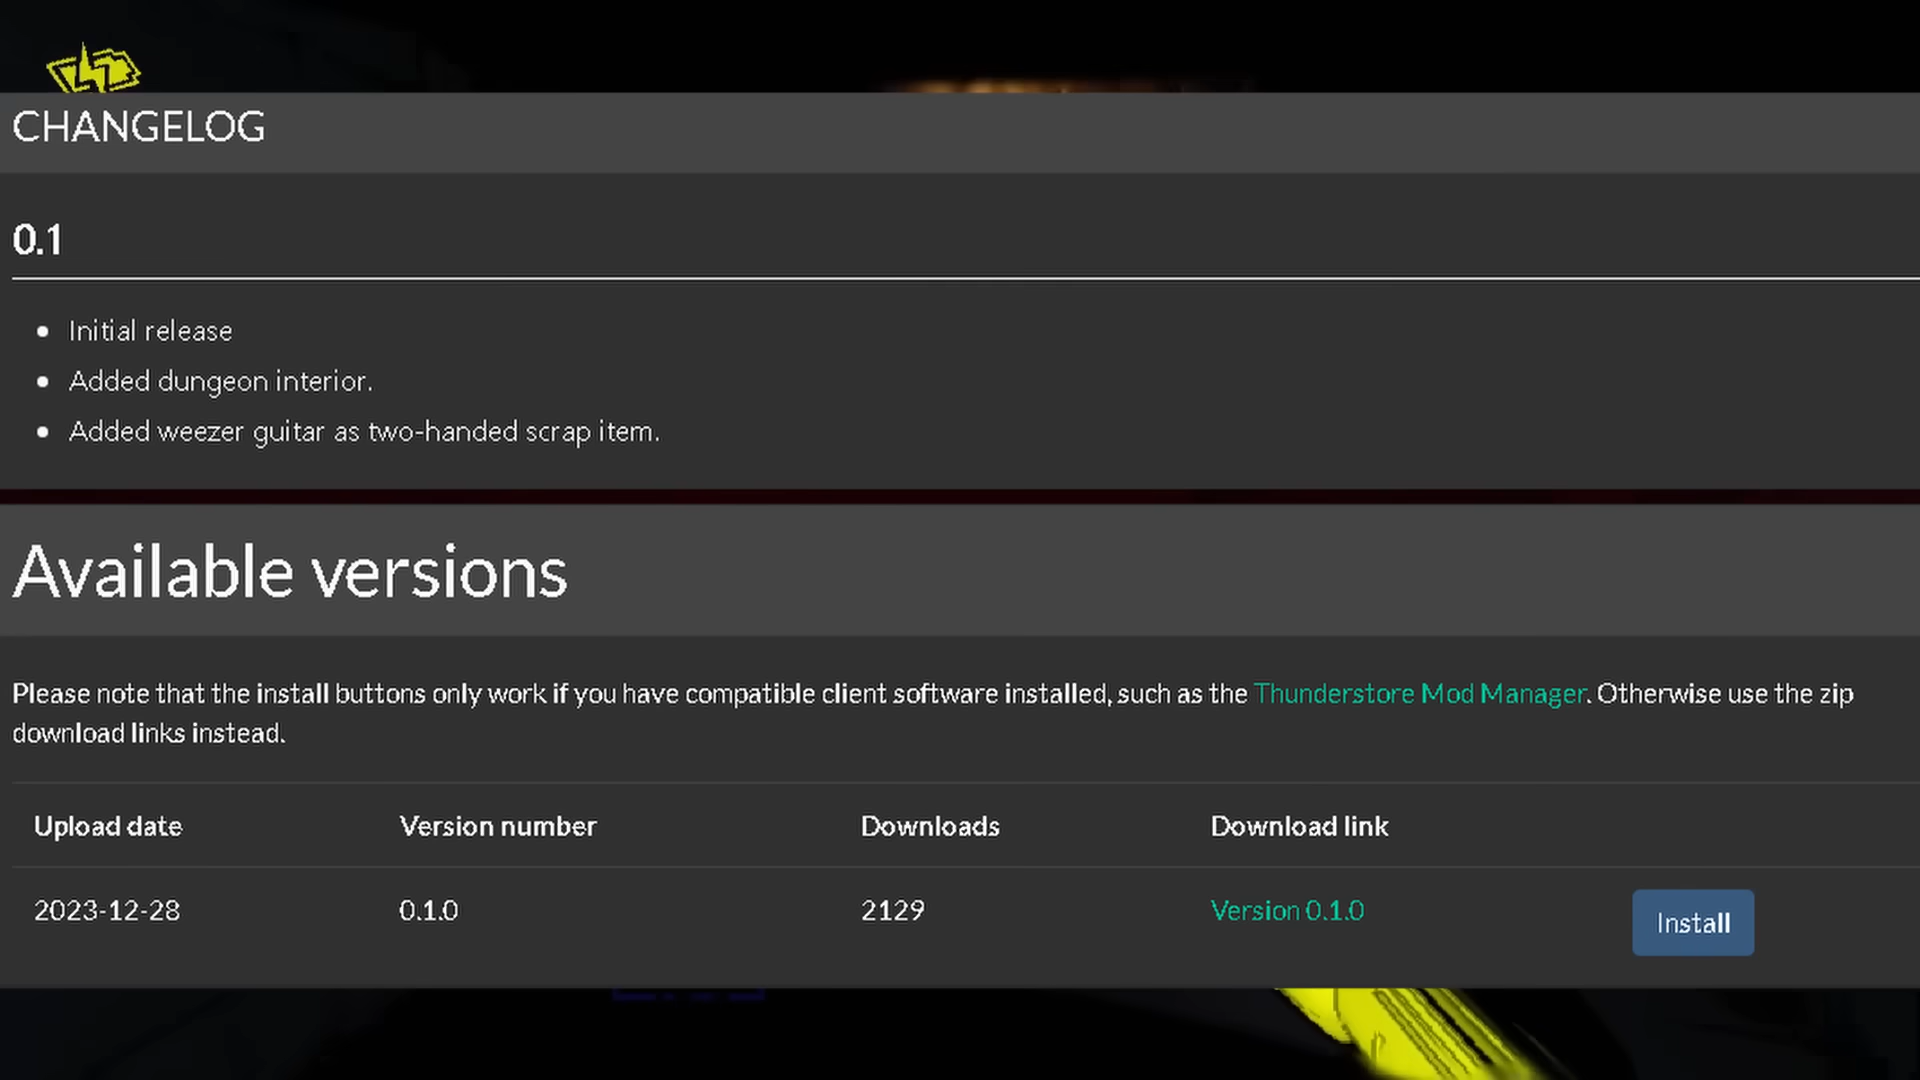 CHANGELOG
0.1
Initial release
Added dungeon interior.
Added weezer guitar as two-handed scrap item.
Available versions
Please note that the install buttons only work if you have compatible client software installed, such as the Thunderstore Mod Manager. Otherwise use the zip
download links instead.
Upload date Version number Downloads Download link
2023-12-28 0.1.0 2129 Version 0.1.0 Install